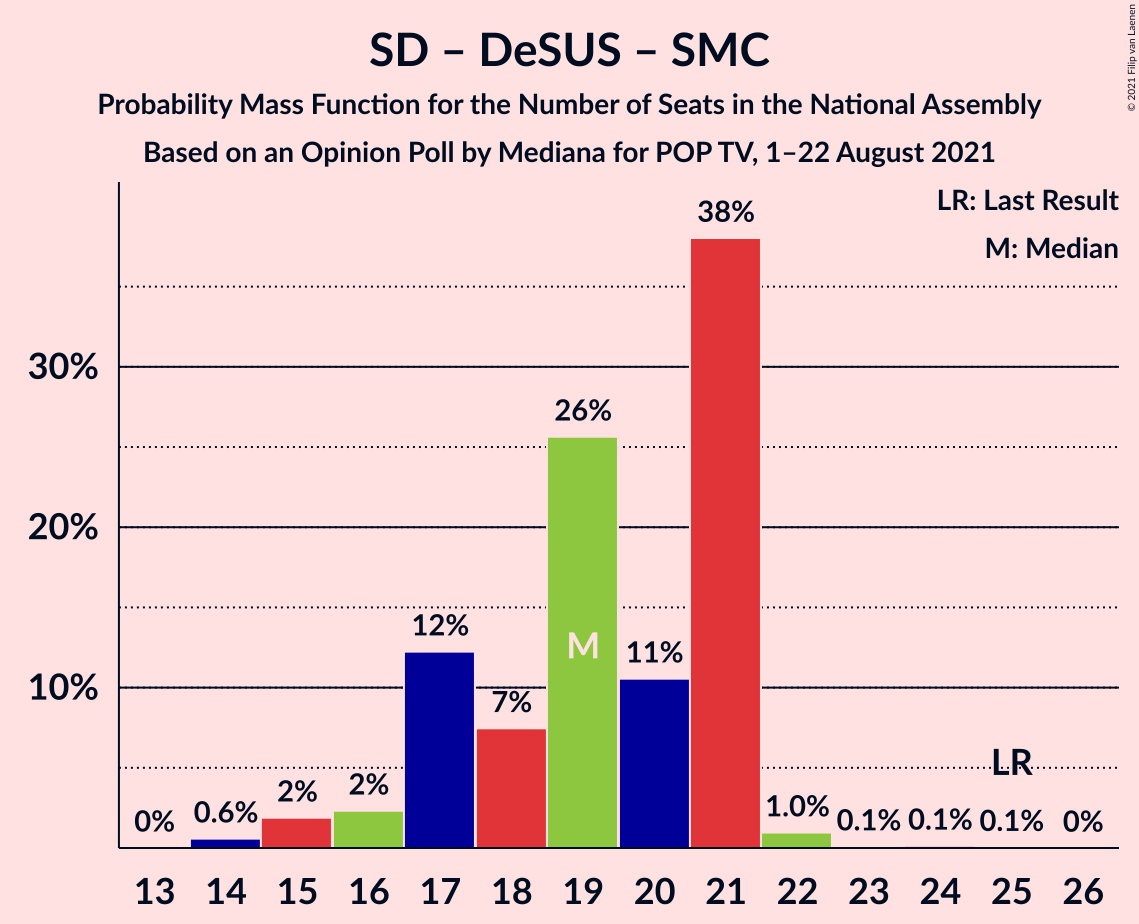 SD – DeSUS – SMC
Probability Mass Function for the Number of Seats in the National Assembly
Based on an Opinion Poll by Mediana for POP TV, 1–22 August 2021
© 2021 Filip van Laenen
LR: Last Result
M: Median
30%
20%
10%
0%
0.6%
2%
2%
12%
7%
26%
M
11%
38%
1.0%
0.1%
0.1%
LR
0.1%
0%
13 14 15 16 17 18 19 20 21 22 23 24 25 26